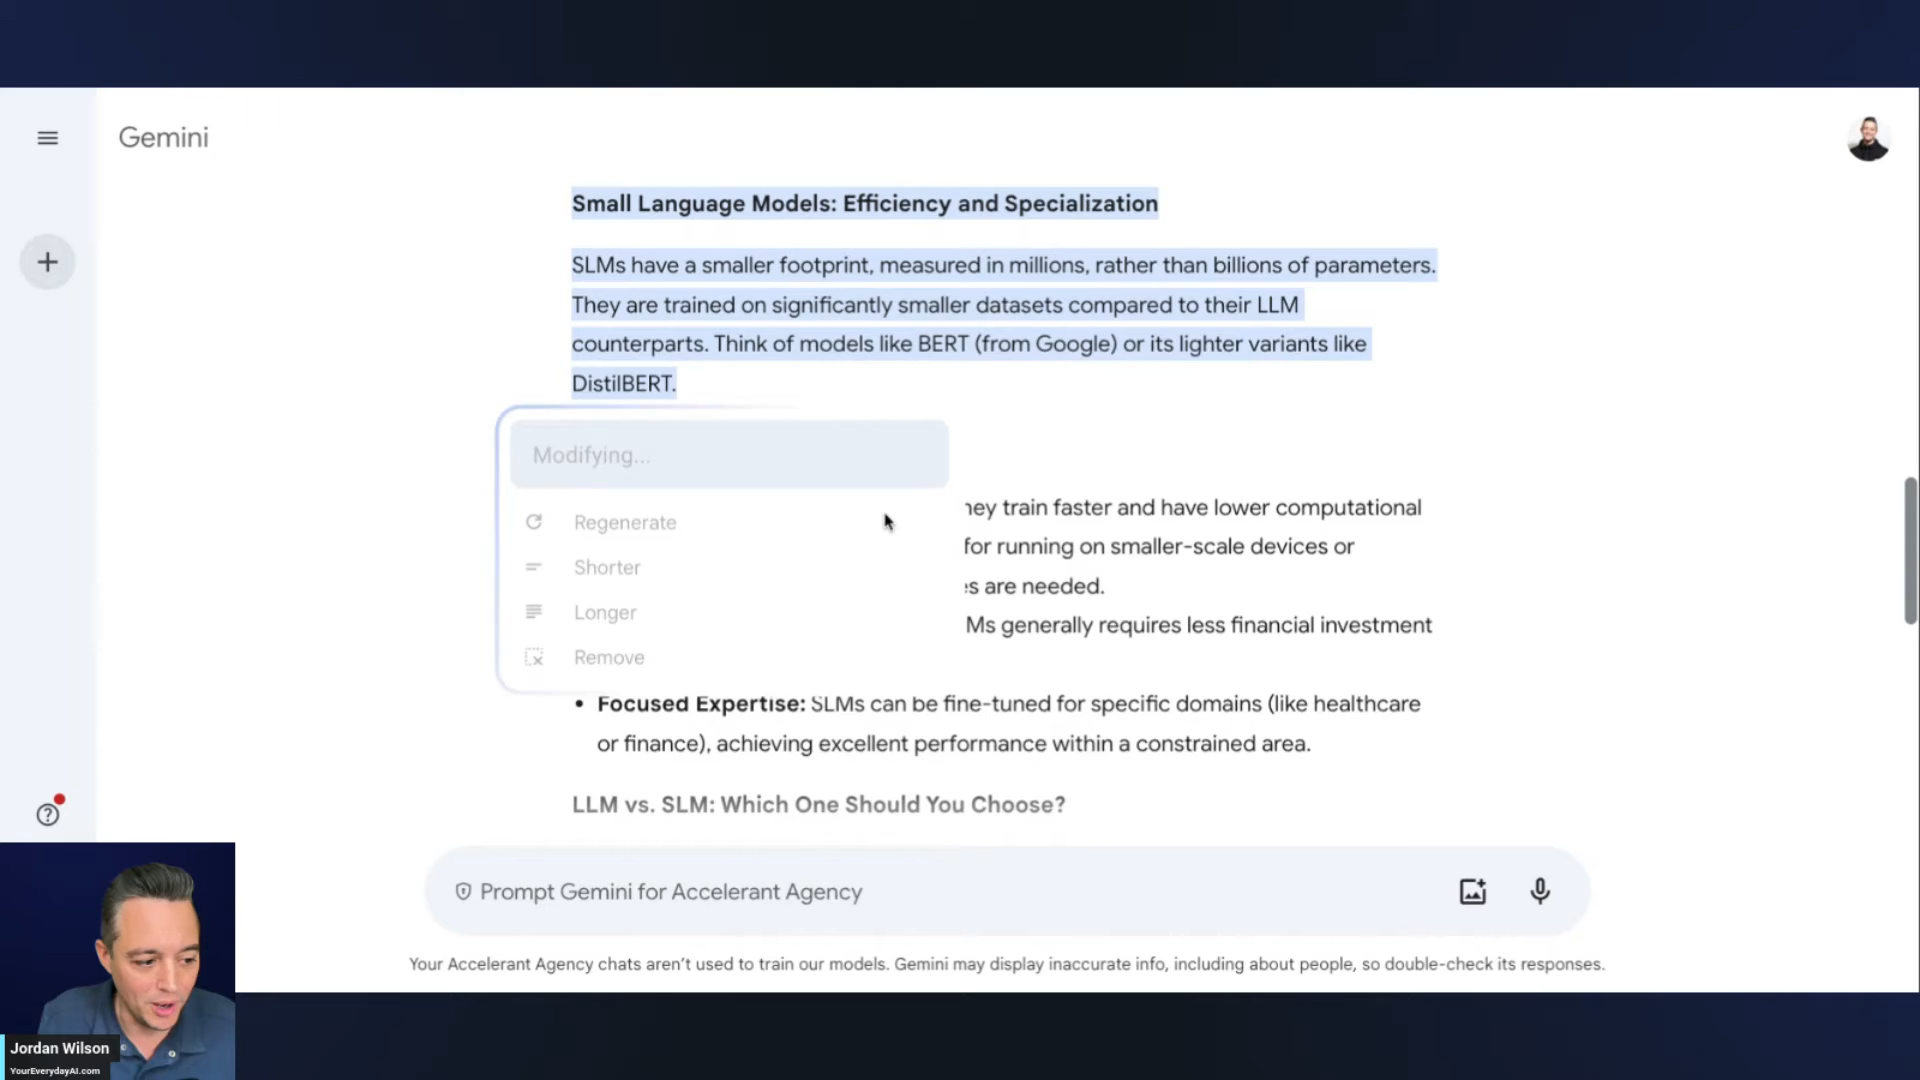 Gemini
Small Language Models: Efficiency and Specialization
SLMs have a smaller footprint, measured in millions, rather than billions of parameters.
They are trained on significantly smaller datasets compared to their LLM
counterparts. Think of models like BERT (from Google) or its lighter variants like
DistilBERT.
Modifying...
Regenerate
Shorter
Longer
Remove
train faster and have lower computational
for running on smaller-scale devices or
are needed.
generally requires less financial investment
• Focused Expertise: SLMs can be fine-tuned for specific domains (like healthcare
or finance), achieving excellent performance within a constrained area.
LLM vs. SLM: Which One Should You Choose?
Prompt Gemini for Accelerant Agency
Your Accelerant Agency chats aren't used to train our models. Gemini may display inaccurate info, including about people, so double-check its responses.
Jordan Wilson
YourEverydayAI.com